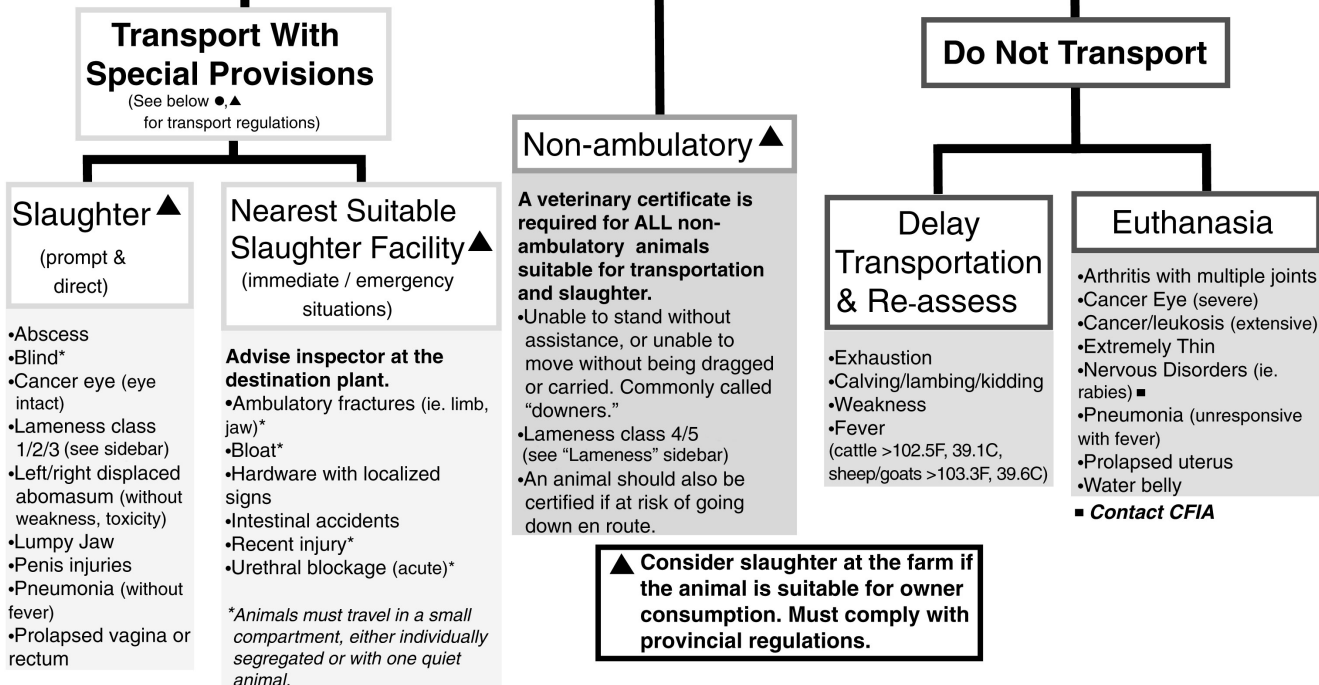 Transport With
Special Provisions
(See below ●,▲
for transport regulations)
Slaughter ▲
(prompt &
direct)
•Abscess
•Blind*
•Cancer eye (eye
intact)
•Lameness class
1/2/3 (see sidebar)
•Left/right displaced
abomasum (without
weakness, toxicity)
•Lumpy Jaw
•Penis injuries
•Pneumonia (without
fever)
•Prolapsed vagina or
rectum
Nearest Suitable
Slaughter Facility ▲
(immediate / emergency
situations)
Advise inspector at the
destination plant.
•Ambulatory fractures (ie. limb,
jaw)*
•Bloat*
•Hardware with localized
signs
•Intestinal accidents
•Recent injury*
•Urethral blockage (acute)*
*Animals must travel in a small
compartment, either individually
segregated or with one quiet
animal.
Non-ambulatory ▲
A veterinary certificate is
required for ALL non-
ambulatory animals
suitable for transportation
and slaughter.
•Unable to stand without
assistance, or unable to
move without being dragged
or carried. Commonly called
“downers.”
•Lameness class 4/5
(see “Lameness” sidebar)
•An animal should also be
certified if at risk of going
down en route.
Do Not Transport
Delay
Transportation
& Re-assess
•Exhaustion
•Calving/lambing/kidding
•Weakness
•Fever
(cattle >102.5F, 39.1C,
sheep/goats >103.3F, 39.6C)
Euthanasia
•Arthritis with multiple joints
•Cancer Eye (severe)
•Cancer/leukosis (extensive)
•Extremely Thin
•Nervous Disorders (ie.
rabies) ■
•Pneumonia (unresponsive
with fever)
•Prolapsed uterus
•Water belly
■ Contact CFIA
▲ Consider slaughter at the farm if
the animal is suitable for owner
consumption. Must comply with
provincial regulations.